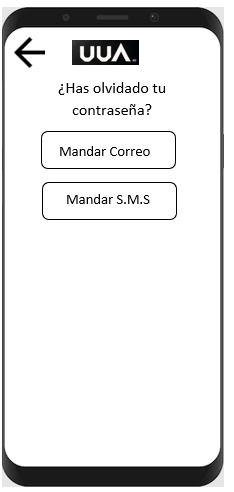 UUA
¿Has olvidado tu
contraseña?
Mandar Correo
Mandar S.M.S